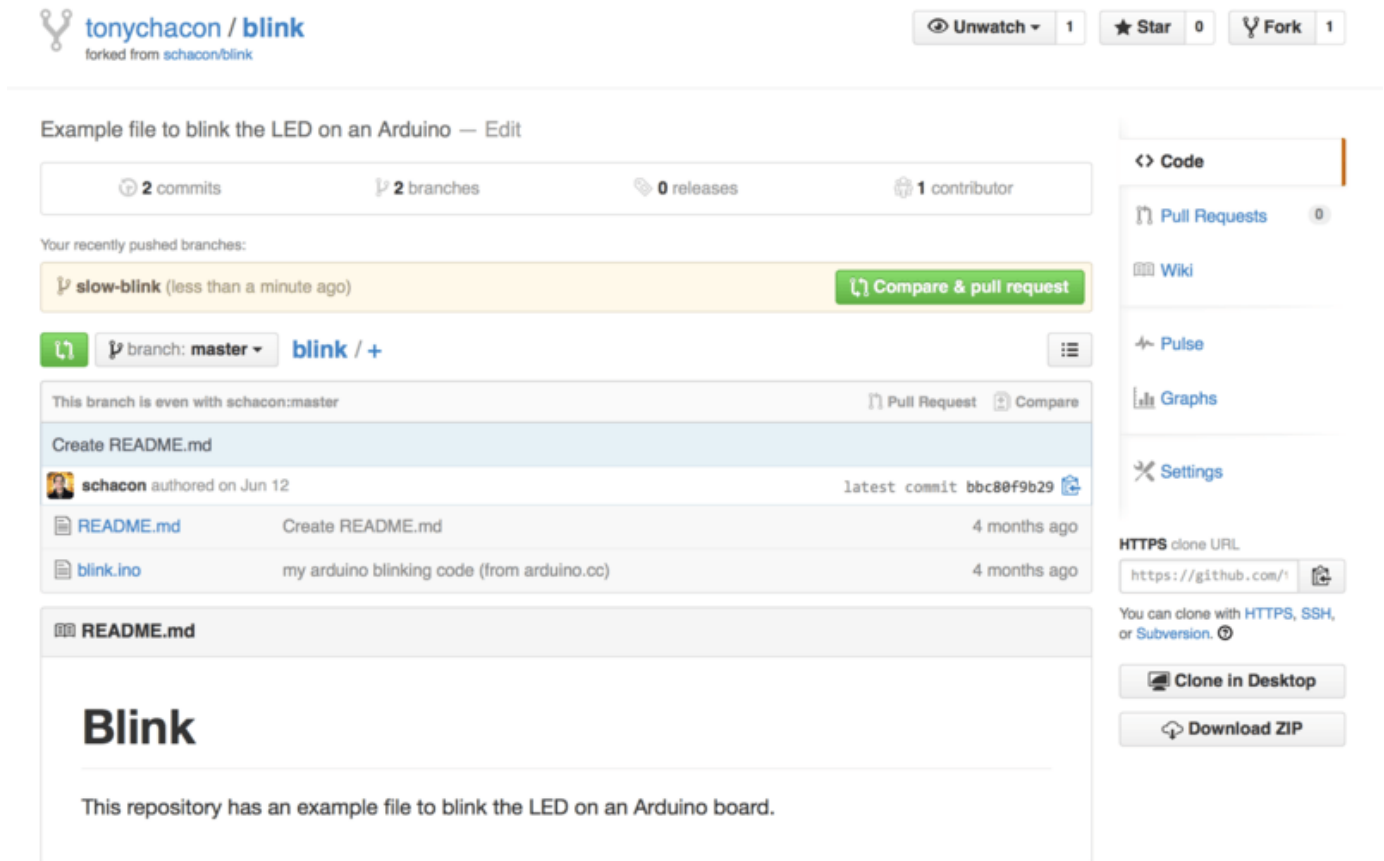 tonychacon / blink
forked from schacon/blink
Unwatch 1 Star 0 Fork 1
Example file to blink the LED on an Arduino — Edit
2 commits 2 branches 0 releases 1 contributor
Your recently pushed branches:
slow-blink (less than a minute ago) Compare & pull request
branch: master blink / +
This branch is even with schacon:master Pull Request Compare
Create README.md
schacon authored on Jun 12 latest commit bbc80f9b29
README.md Create README.md 4 months ago
blink.ino my arduino blinking code (from arduino.cc) 4 months ago
README.md
Blink
This repository has an example file to blink the LED on an Arduino board.
Code
Pull Requests 0
Wiki
Pulse
Graphs
Settings
HTTPS clone URL
https://github.com/
You can clone with HTTPS, SSH,
or Subversion.
Clone in Desktop
Download ZIP